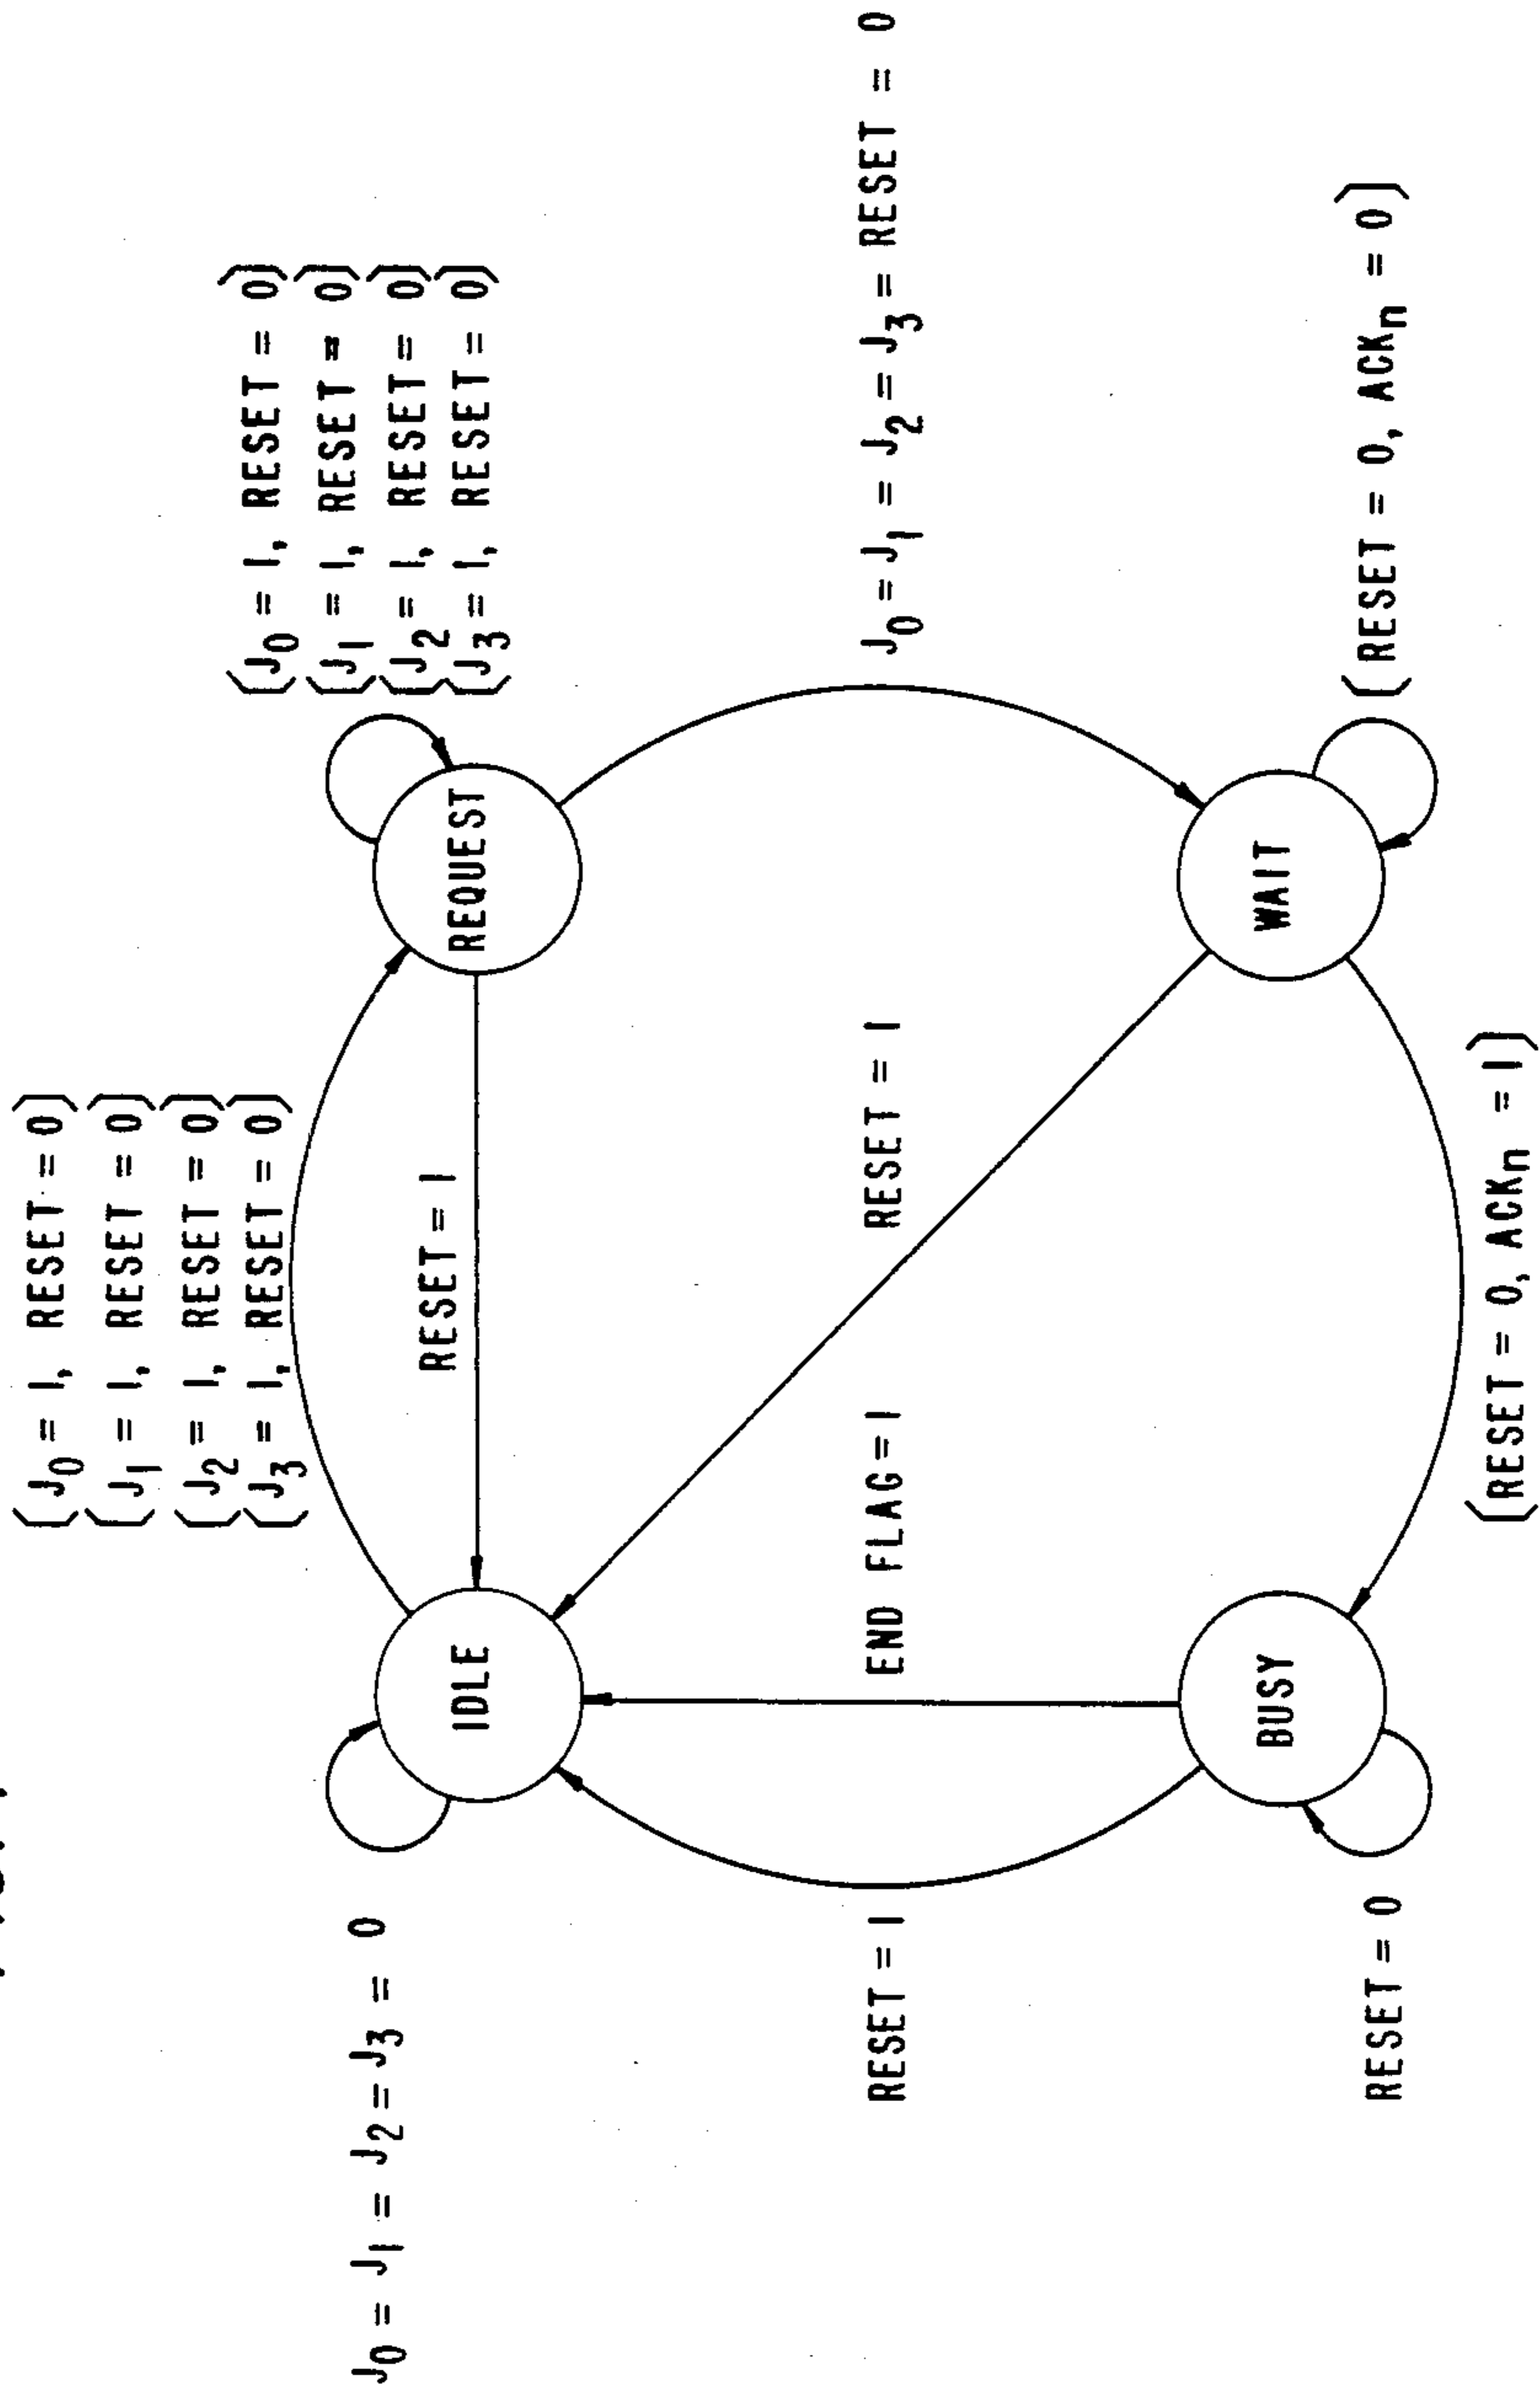 (J0 = 1, RESET = 0)
(J1 = 1, RESET = 0)
(J2 = 1, RESET = 0)
(J3 = 1, RESET = 0)
(J0 = 1, RESET = 0)
(J1 = 1, RESET = 0)
(J2 = 1, RESET = 0)
(J3 = 1, RESET = 0)
J0 = J1 = J2 = J3 = 0
IDLE
RESET = 1
REQUEST
RESET = 1
END FLAG = 1
RESET = 1
J0 = J1 = J2 = J3 = RESET = 0
BUSY
WAIT
RESET = 0
(RESET = 0, ACKn = 0)
(RESET = 0, ACKn = 1)